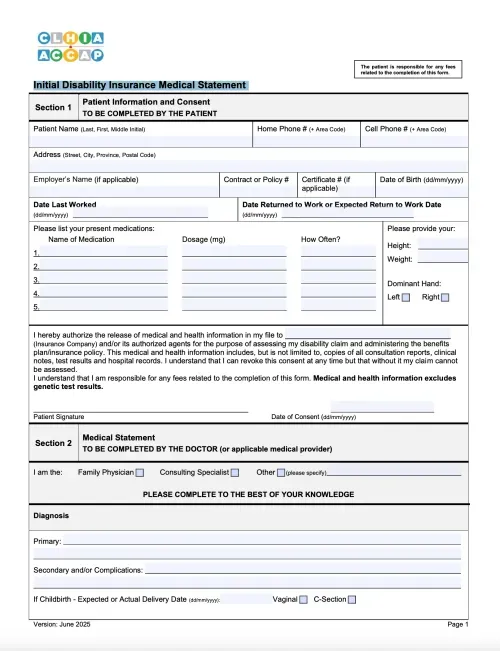 CLHIA
ACCAP
The patient is responsible for any fees
related to the completion of this form.
Initial Disability Insurance Medical Statement
Section 1
Patient Information and Consent
TO BE COMPLETED BY THE PATIENT
Patient Name (Last, First, Middle Initial)
Home Phone # (+ Area Code)
Cell Phone # (+ Area Code)
Address (Street, City, Province, Postal Code)
Employer's Name (if applicable)
Contract or Policy #
Certificate # (if
applicable)
Date of Birth (dd/mm/yyyy)
Date Last Worked
(dd/mm/yyyy)
Date Returned to Work or Expected Return to Work Date
(dd/mm/yyyy)
Please list your present medications:
Name of Medication
Dosage (mg)
How Often?
1.
2.
3.
4.
5.
Please provide your:
Height:
Weight:
Dominant Hand:
Left
Right
I hereby authorize the release of medical and health information in my file to
(Insurance Company) and/or its authorized agents for the purpose of assessing my disability claim and administering the benefits
plan/insurance policy. This medical and health information includes, but is not limited to, copies of all consultation reports, clinical
notes, test results and hospital records. I understand that I can revoke this consent at any time but that without it my claim cannot
be assessed.
I understand that I am responsible for any fees related to the completion of this form. Medical and health information excludes
genetic test results.
Patient Signature
Date of Consent (dd/mm/yyyy)
Section 2
Medical Statement
TO BE COMPLETED BY THE DOCTOR (or applicable medical provider)
I am the:
Family Physician
Consulting Specialist
Other
(please specify)
PLEASE COMPLETE TO THE BEST OF YOUR KNOWLEDGE
Diagnosis
Primary:
Secondary and/or Complications:
If Childbirth - Expected or Actual Delivery Date (dd/mm/yyyy):
Vaginal
C-Section
Version: June 2025
Page 1